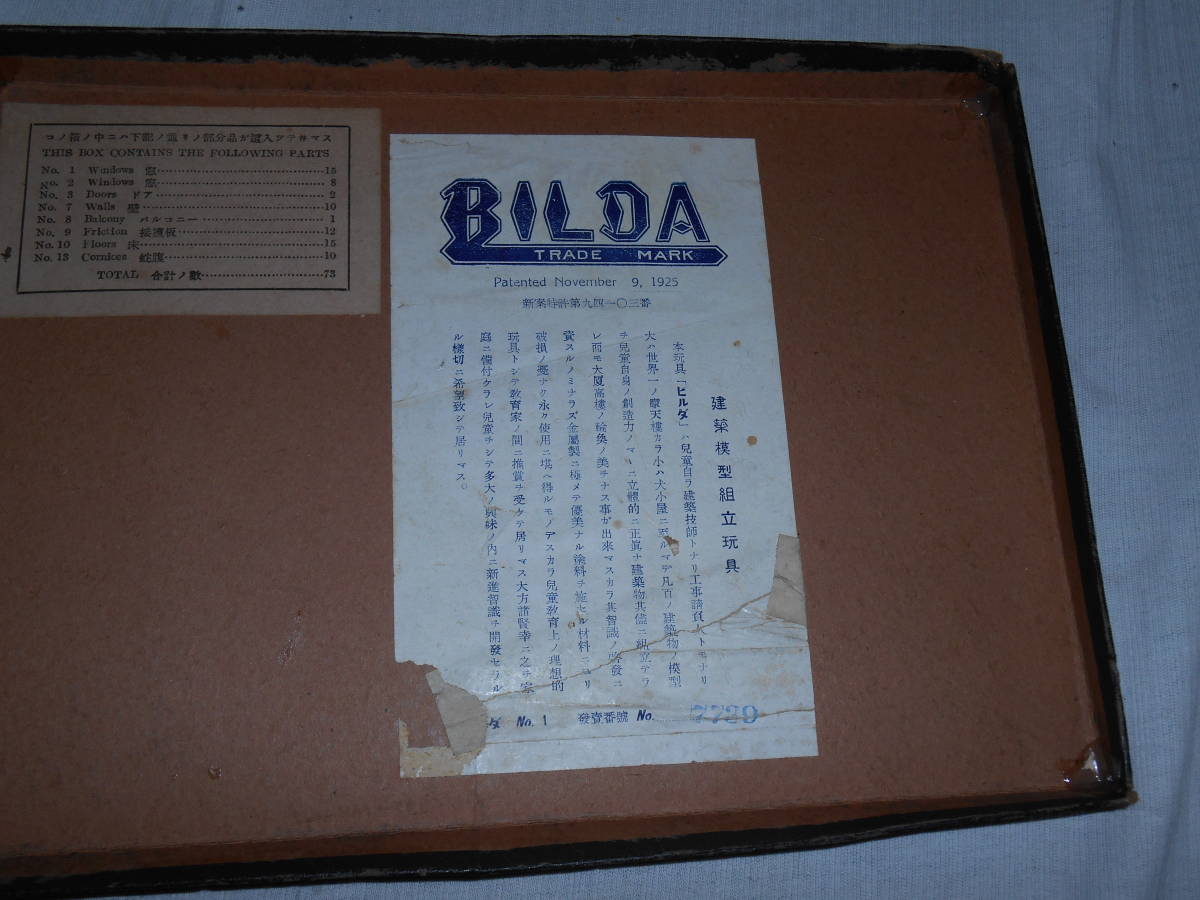 コノ箱ノ中ニハ下記ノ通リノ部分品ガ這入ツテ居マス
THIS BOX CONTAINS THE FOLLOWING PARTS
No. 1 Windows 窓 15
No. 2 Windows 窓 8
No. 3 Doors ドア 2
No. 7 Walls 壁 10
No. 8 Balcony バルコニー 1
No. 9 Friction 接續板 12
No. 10 Floors 床 15
No. 13 Cornices 蛇腹 10
TOTAL 合計ノ數 73
BILDA
TRADE MARK
Patented November 9, 1925
新案特許第九四一〇三番
建築模型組立玩具
本玩具「ビルダ」ハ兒童自ラ建築技師トナリ工事請負人トモナリ
大ハ世界一ノ摩天樓カラ小ハ犬小屋ニ至ルマデ凡百ノ建築物ノ模型
ヲ兒童自身ノ創造力ノマヽニ立體的ニ正眞ナ建築物其儘ニ組立テラ
レ而モ大厦高樓ノ輪奐ノ美ヲナス事ガ出來マスカラ其智識ノ啓發ニ
資スルノミナラズ金屬製ニ極メテ優美ナル塗料ヲ施セル材料ニヨリ
破損ノ憂ナク永ク使用ニ堪ヘ得ルモノデスカラ兒童敎育上ノ理想的
玩具トシテ敎育家ノ間ニ推賞ヲ受ケテ居リマス大方諸賢幸ニ之ヲ家
庭ニ備付ケラレ兒童ヲシテ多大ノ興味ノ內ニ新進智識ヲ開發セラル
ル樣切ニ希望致シテ居リマス。
ダ No. 1 發賣番號 No. 7729